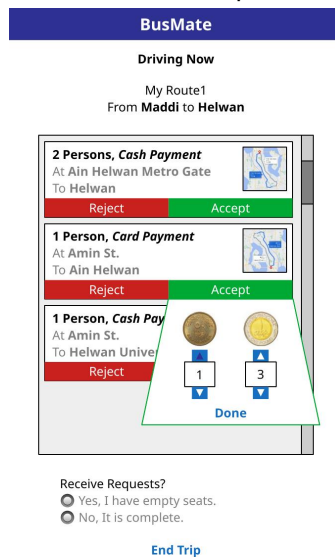 BusMate
Driving Now
My Route1
From Maddi to Helwan
2 Persons, Cash Payment
At Ain Helwan Metro Gate
To Helwan
Reject Accept
1 Person, Card Payment
At Amin St.
To Ain Helwan
Reject Accept
1 Person, Cash Pay
At Amin St.
To Helwan Univer
Reject
1 3
Done
Receive Requests?
Yes, I have empty seats.
No, It is complete.
End Trip